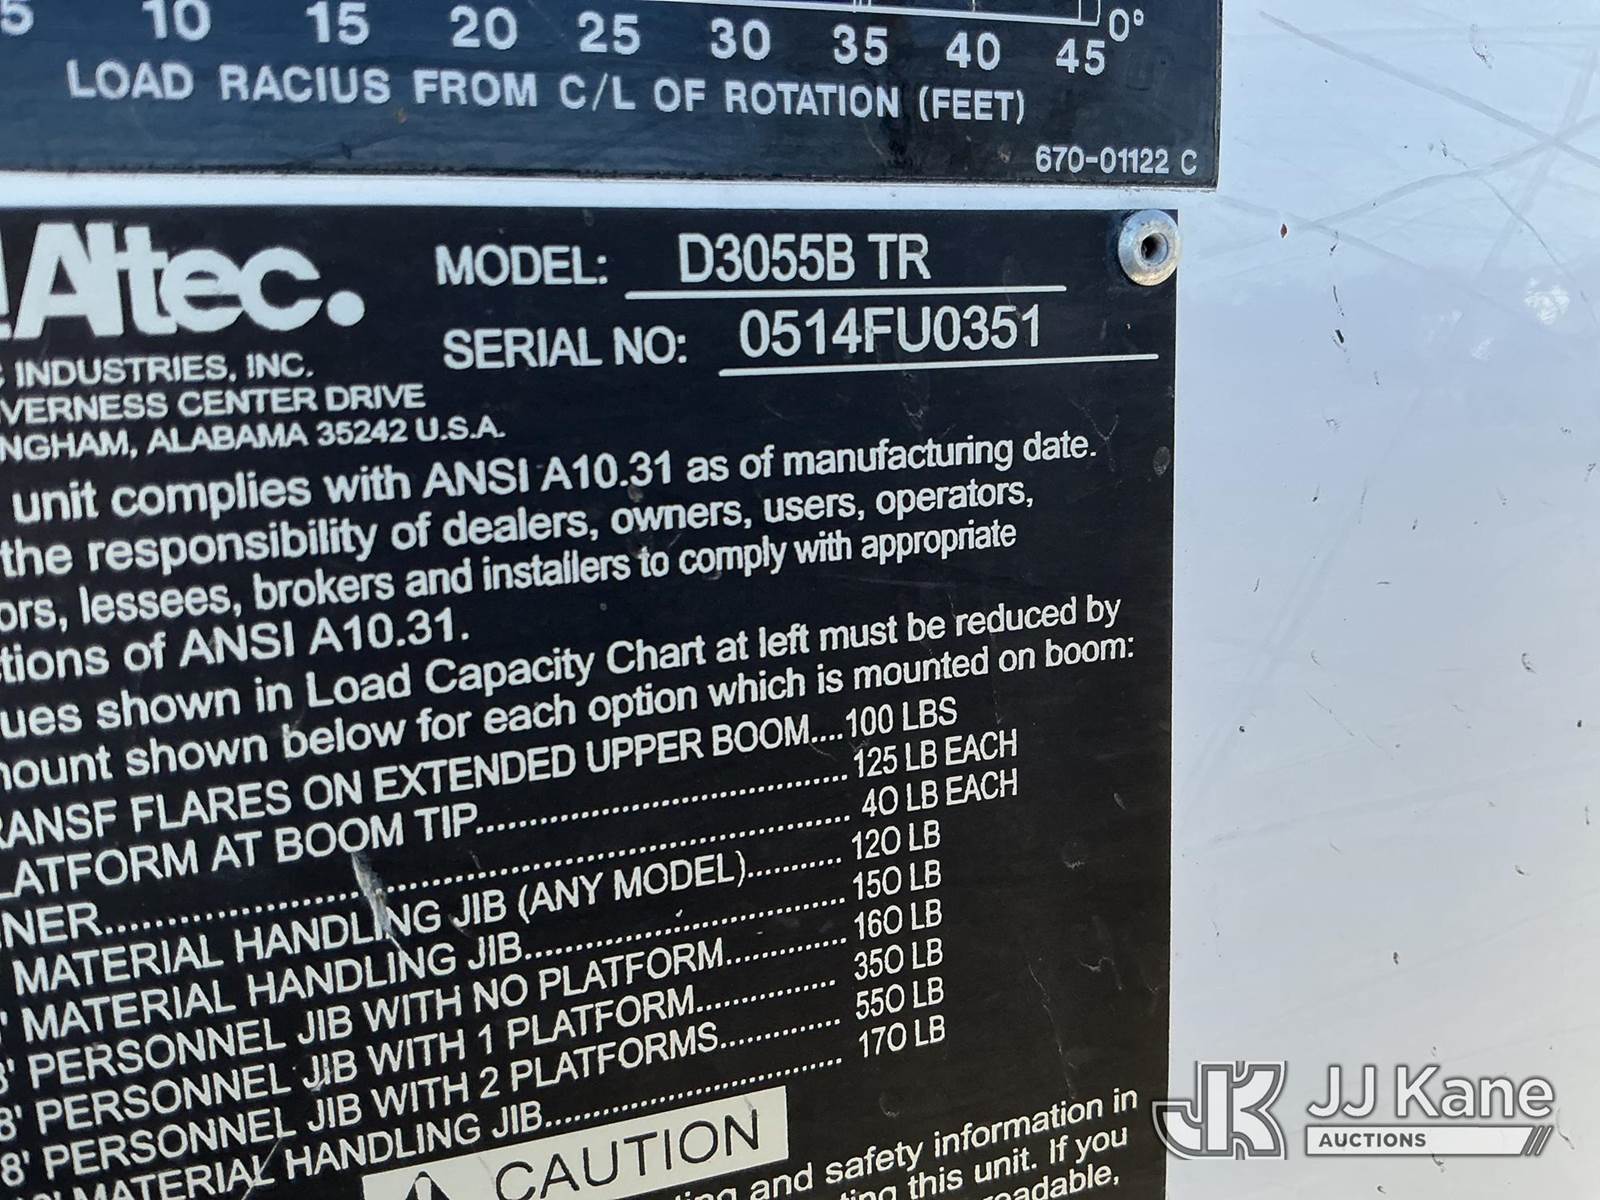 5 10 15 20 25 30 35 40 45 0°
LOAD RACIUS FROM C/L OF ROTATION (FEET)
670-01122 C
Altec.
MODEL: D3055B TR
SERIAL NO: 0514FU0351
INDUSTRIES, INC.
VERNESS CENTER DRIVE
NGHAM, ALABAMA 35242 U.S.A.
unit complies with ANSI A10.31 as of manufacturing date.
the responsibility of dealers, owners, users, operators,
ors, lessees, brokers and installers to comply with appropriate
tions of ANSI A10.31.
ues shown in Load Capacity Chart at left must be reduced by
mount shown below for each option which is mounted on boom:
RANSF FLARES ON EXTENDED UPPER BOOM....100 LBS
LATFORM AT BOOM TIP............125 LB EACH
NER............40 LB EACH
MATERIAL HANDLING JIB (ANY MODEL)..........120 LB
' MATERIAL HANDLING JIB............150 LB
' PERSONNEL JIB WITH NO PLATFORM............160 LB
8' PERSONNEL JIB WITH 1 PLATFORM............350 LB
8' PERSONNEL JIB WITH 2 PLATFORMS............550 LB
MATERIAL HANDLING JIB............170 LB
CAUTION
and safety information in
this unit. If you
JJ Kane
AUCTIONS